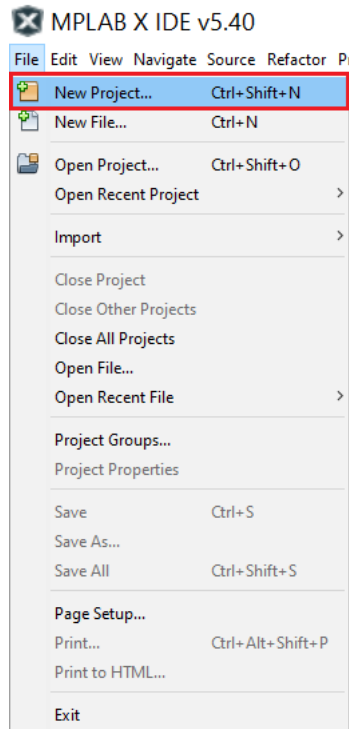 MPLAB X IDE v5.40
File Edit View Navigate Source Refactor
New Project... Ctrl+Shift+N
New File... Ctrl+N
Open Project... Ctrl+Shift+O
Open Recent Project
Import
Close Project
Close Other Projects
Close All Projects
Open File...
Open Recent File
Project Groups...
Project Properties
Save Ctrl+S
Save As...
Save All Ctrl+Shift+S
Page Setup...
Print... Ctrl+Alt+Shift+P
Print to HTML...
Exit